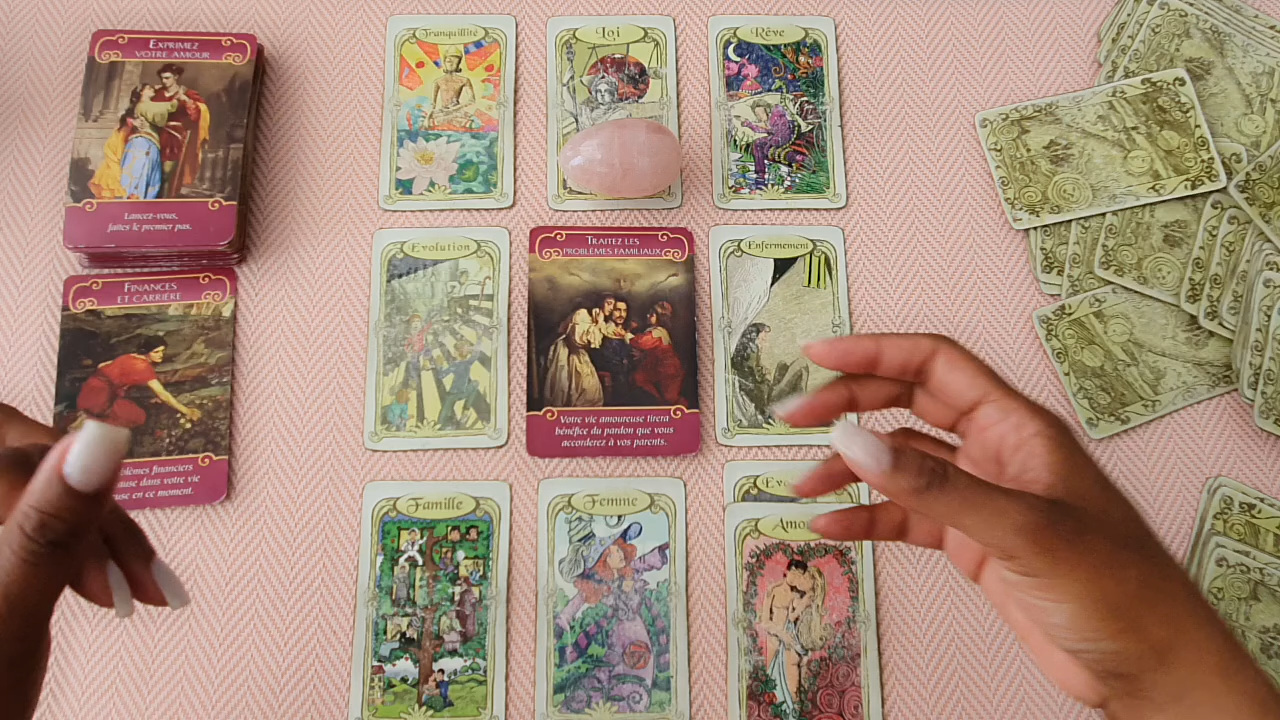 EXPRIMEZ
VOTRE AMOUR
Lancez-vous,
faites le premier pas.
FINANCES
ET CARRIÈRE
blèmes financiers
ause dans votre vie
use en ce moment.
Tranquillité
Loi
Rêve
Evolution
TRAITEZ LES
PROBLÈMES FAMILIAUX
Votre vie amoureuse tirera
bénéfice du pardon que vous
accorderez à vos parents.
Enfermement
Famille
Femme